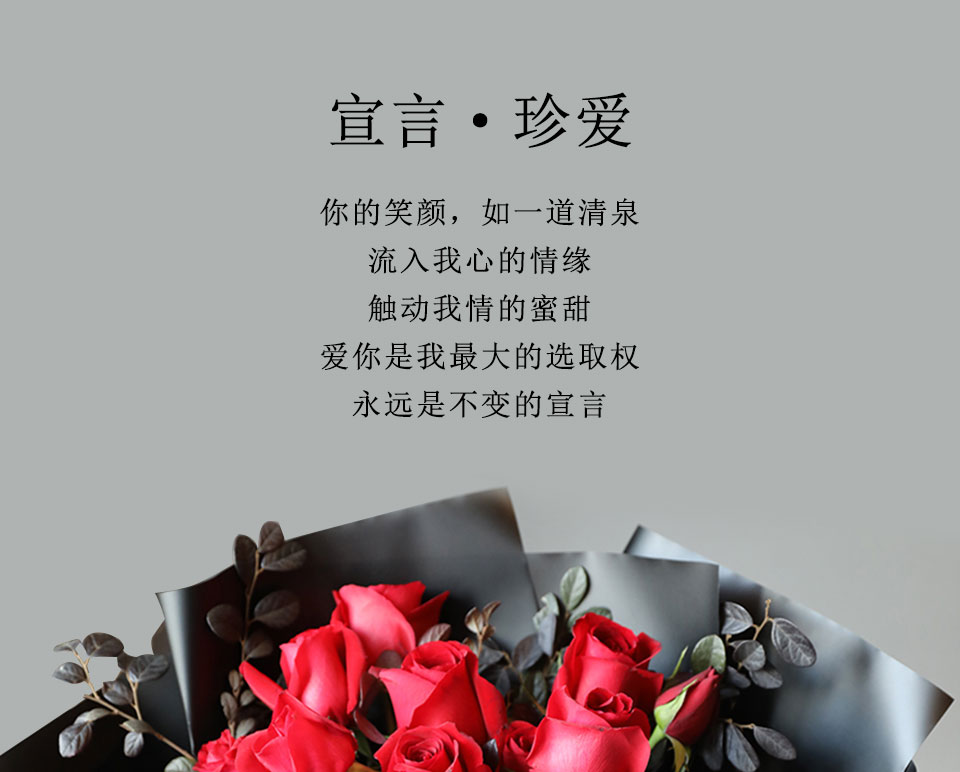 宣言·珍爱
你的笑颜，如一道清泉
流入我心的情缘
触动我情的蜜甜
爱你是我最大的选取权
永远是不变的宣言